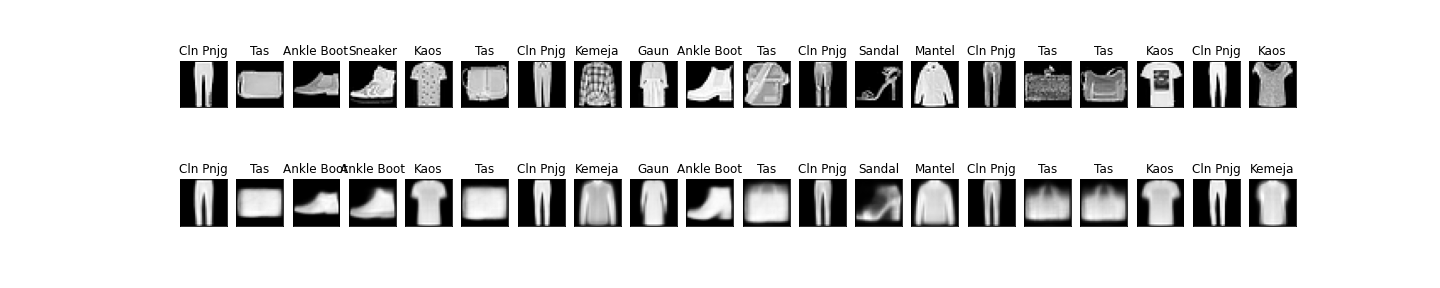 Cln Pnjg Tas Ankle Boot Sneaker Kaos Tas Cln Pnjg Kemeja Gaun Ankle Boot Tas Cln Pnjg Sandal Mantel Cln Pnjg Tas Tas Kaos Cln Pnjg Kaos
Cln Pnjg Tas Ankle Boot Ankle Boot Kaos Tas Cln Pnjg Kemeja Gaun Ankle Boot Tas Cln Pnjg Sandal Mantel Cln Pnjg Tas Tas Kaos Cln Pnjg Kemeja